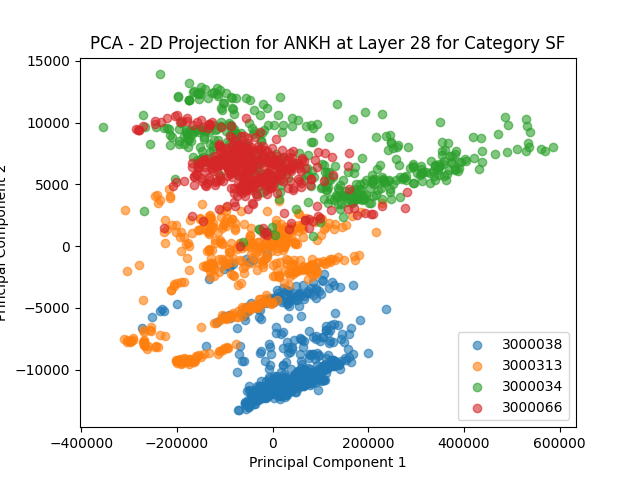 PCA - 2D Projection for ANKH at Layer 28 for Category SF
15000
10000
5000
0
−5000
−10000
Principal Component 2
−400000 −200000 0 200000 400000 600000
Principal Component 1
3000038
3000313
3000034
3000066